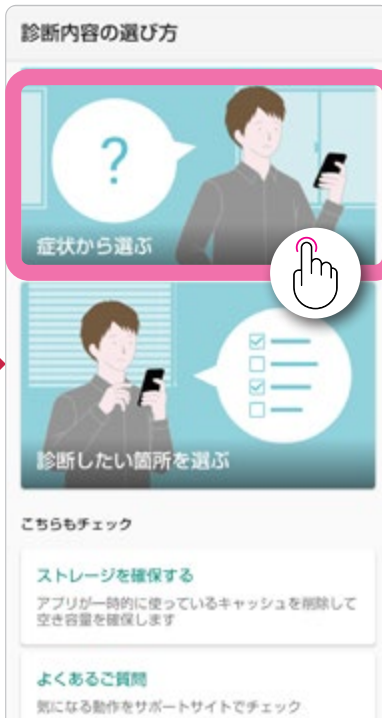 診断内容の選び方
?
症状から選ぶ
診断したい箇所を選ぶ
こちらもチェック
ストレージを確保する
アプリが一時的に使っているキャッシュを削除して
空き容量を確保します
よくあるご質問
気になる動作をサポートサイトでチェック